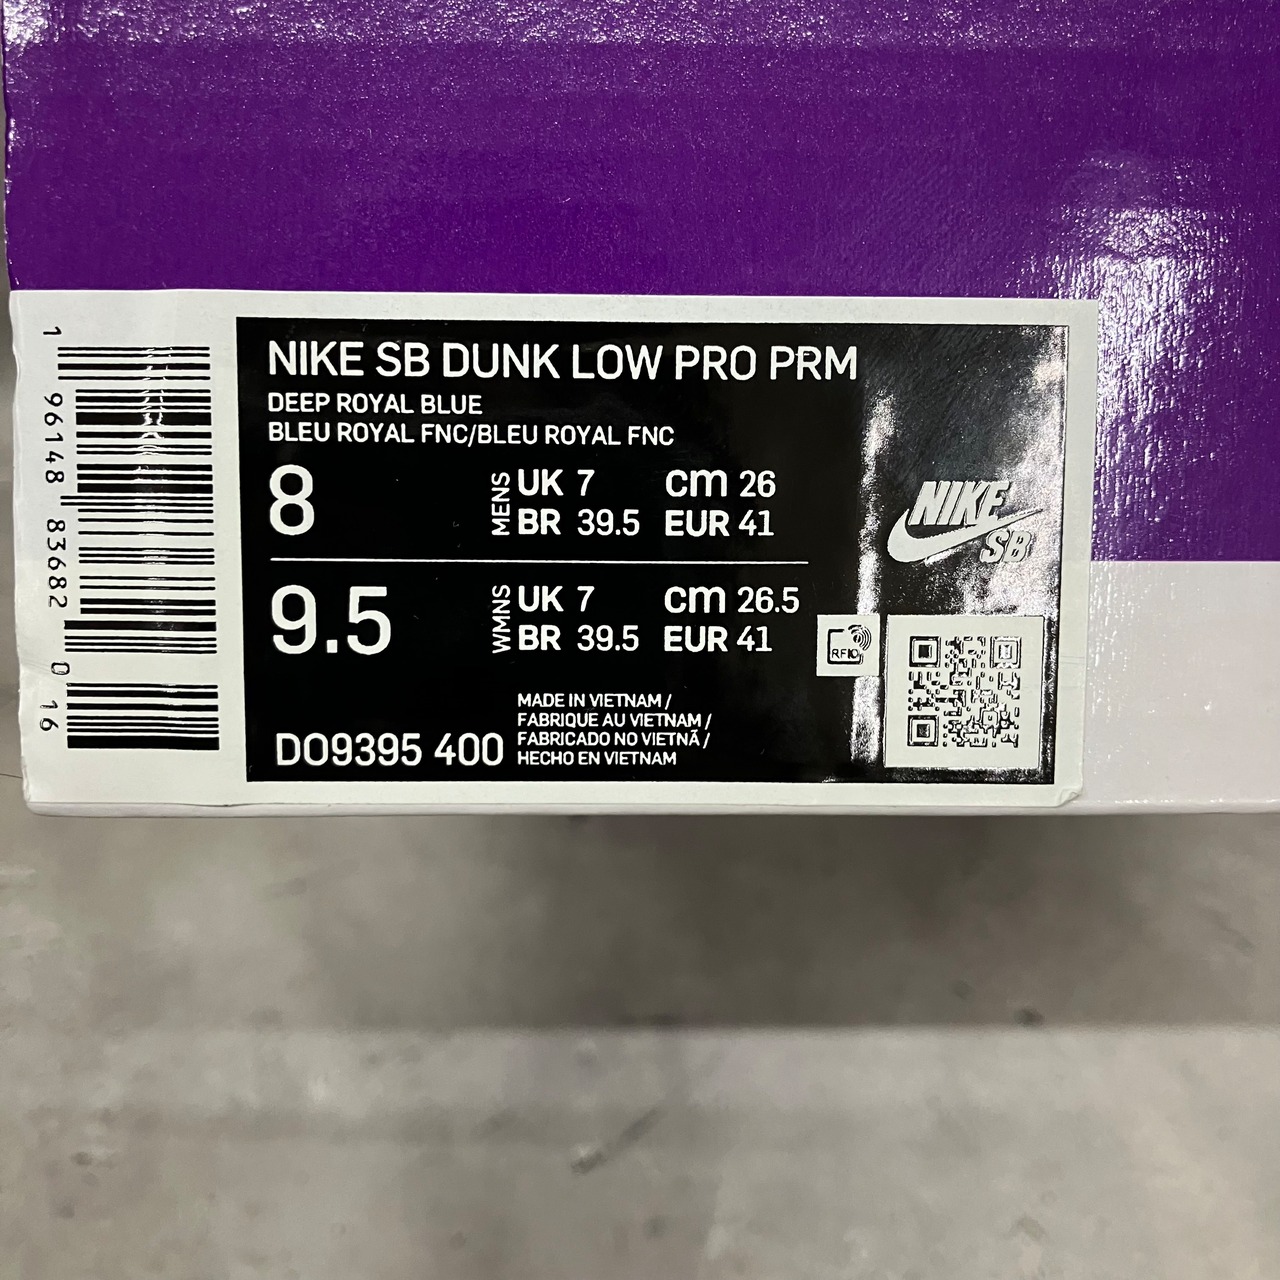 1 96148 83682 0 16
NIKE SB DUNK LOW PRO PRM
DEEP ROYAL BLUE
BLEU ROYAL FNC/BLEU ROYAL FNC
8 MENS UK 7 cm 26
BR 39.5 EUR 41
9.5 WMNS UK 7 cm 26.5
BR 39.5 EUR 41
NIKE
SB
RFID
MADE IN VIETNAM /
FABRIQUE AU VIETNAM /
FABRICADO NO VIETNÃ /
HECHO EN VIETNAM
DO9395 400